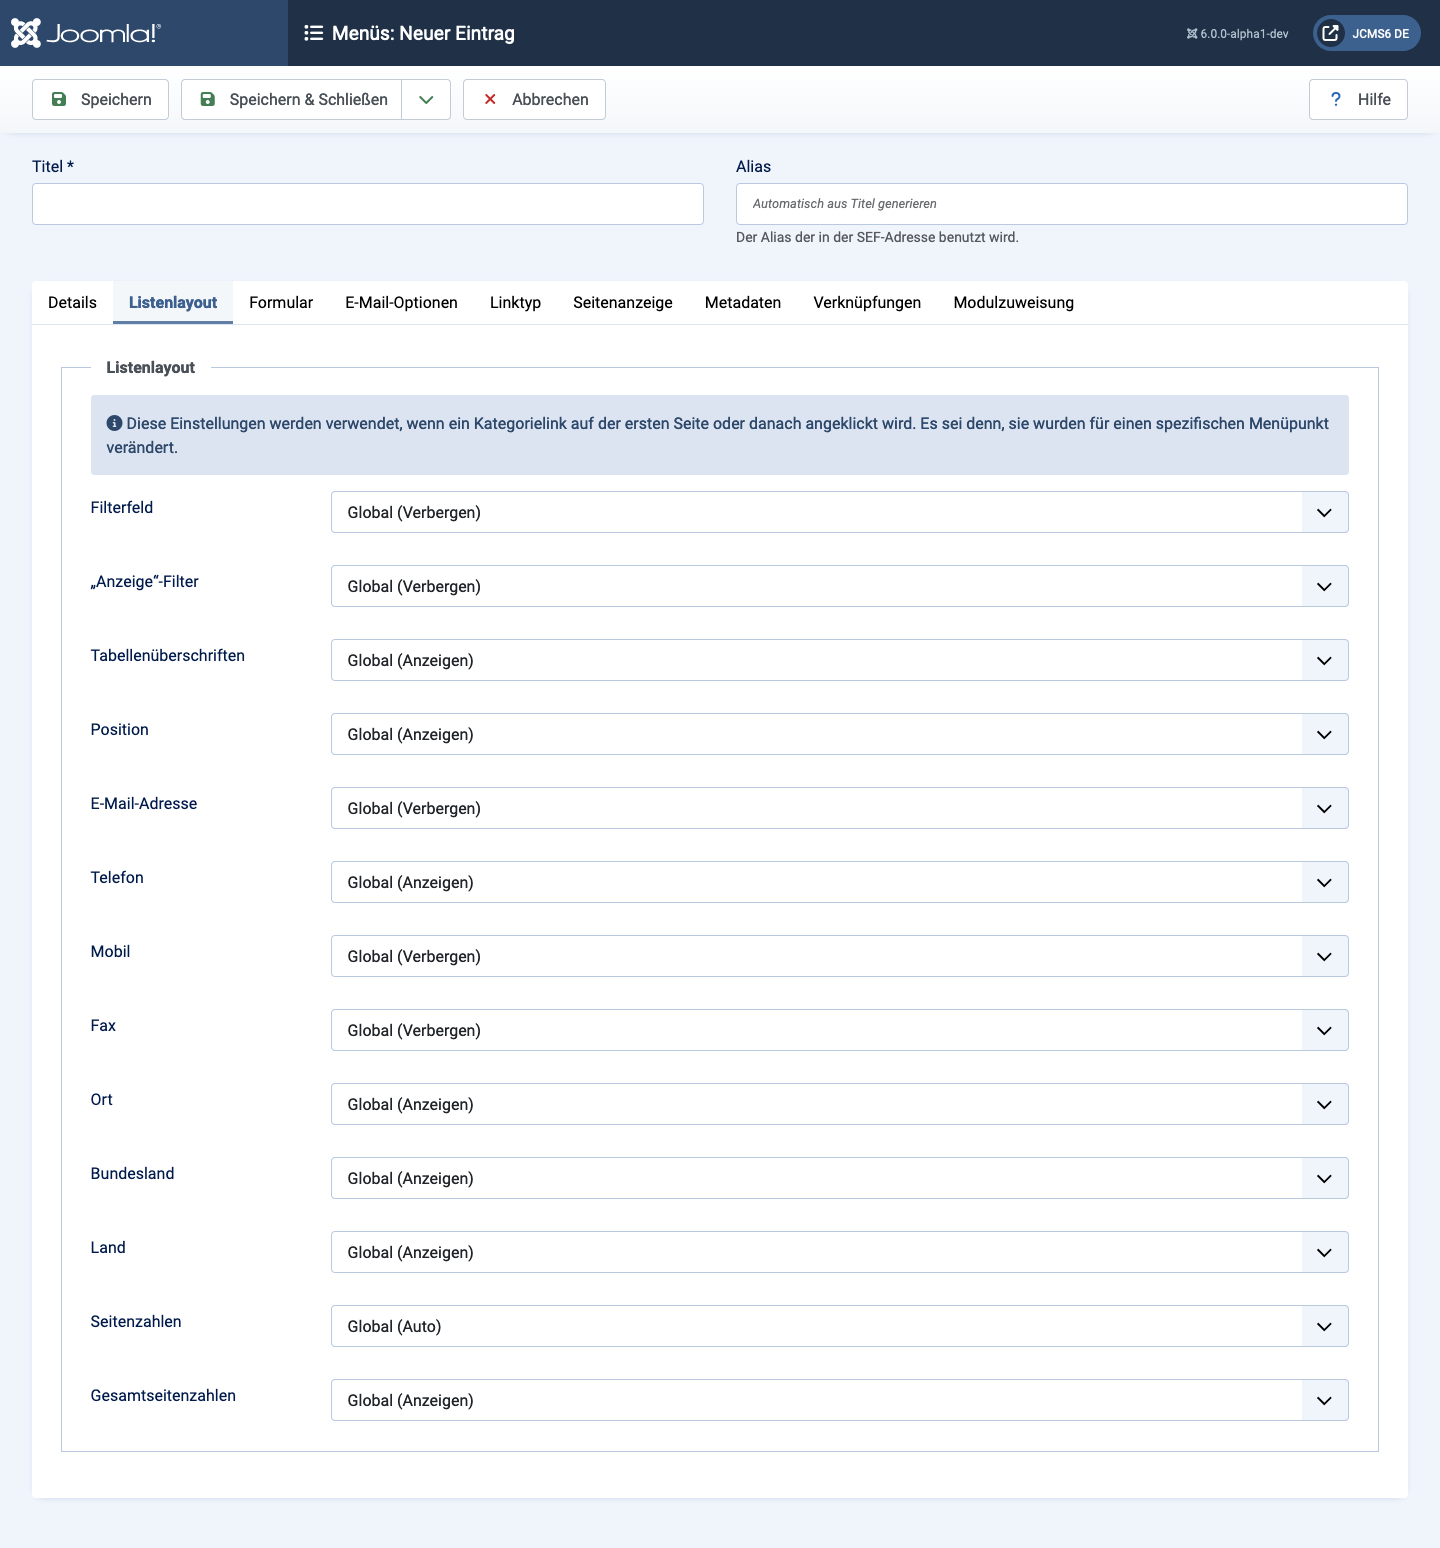 Joomla!®
Menüs: Neuer Eintrag
6.0.0-alpha1-dev
JCMS6 DE
Speichern
Speichern & Schließen
Abbrechen
? Hilfe
Titel *
Alias
Automatisch aus Titel generieren
Der Alias der in der SEF-Adresse benutzt wird.
Details Listenlayout Formular E-Mail-Optionen Linktyp Seitenanzeige Metadaten Verknüpfungen Modulzuweisung
Listenlayout
Diese Einstellungen werden verwendet, wenn ein Kategorielink auf der ersten Seite oder danach angeklickt wird. Es sei denn, sie wurden für einen spezifischen Menüpunkt
verändert.
Filterfeld Global (Verbergen)
„Anzeige“-Filter Global (Verbergen)
Tabellenüberschriften Global (Anzeigen)
Position Global (Anzeigen)
E-Mail-Adresse Global (Verbergen)
Telefon Global (Anzeigen)
Mobil Global (Verbergen)
Fax Global (Verbergen)
Ort Global (Anzeigen)
Bundesland Global (Anzeigen)
Land Global (Anzeigen)
Seitenzahlen Global (Auto)
Gesamtseitenzahlen Global (Anzeigen)